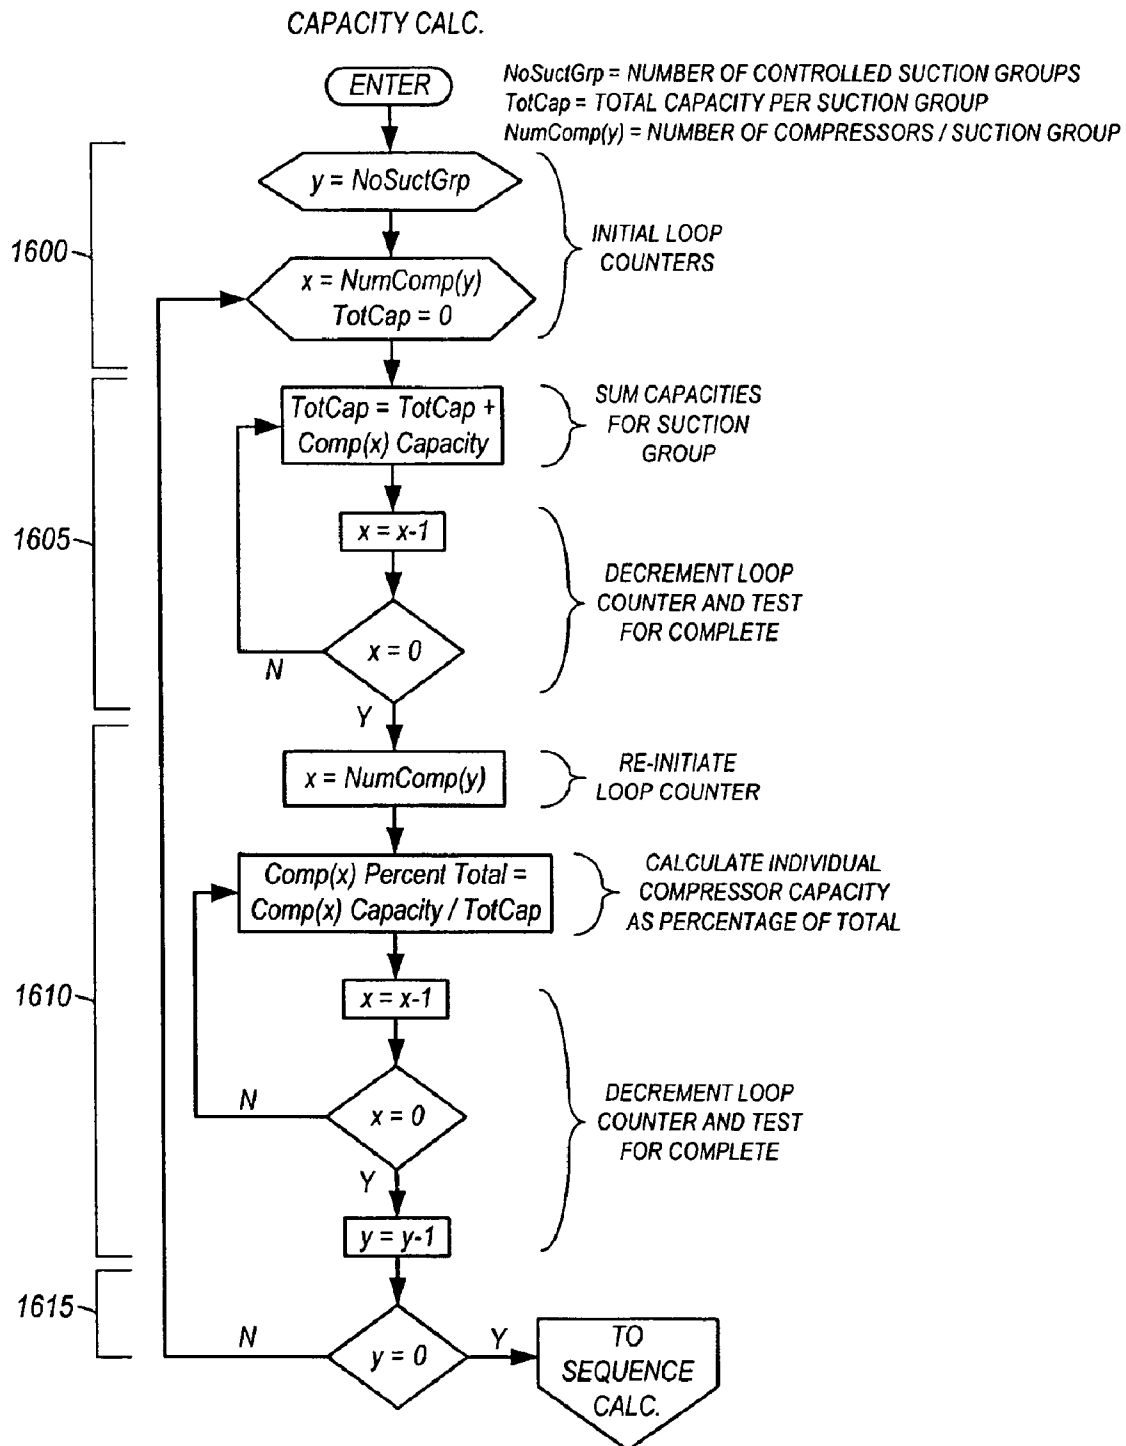 CAPACITY CALC.
ENTER
NoSuctGrp = NUMBER OF CONTROLLED SUCTION GROUPS
TotCap = TOTAL CAPACITY PER SUCTION GROUP
NumComp(y) = NUMBER OF COMPRESSORS / SUCTION GROUP
y = NoSuctGrp
1600
INITIAL LOOP
COUNTERS
x = NumComp(y)
TotCap = 0
TotCap = TotCap +
Comp(x) Capacity
SUM CAPACITIES
FOR SUCTION
GROUP
1605
x = x-1
DECREMENT LOOP
COUNTER AND TEST
FOR COMPLETE
x = 0
N
Y
x = NumComp(y)
RE-INITIATE
LOOP COUNTER
Comp(x) Percent Total =
Comp(x) Capacity / TotCap
CALCULATE INDIVIDUAL
COMPRESSOR CAPACITY
AS PERCENTAGE OF TOTAL
1610
x = x-1
x = 0
N
DECREMENT LOOP
COUNTER AND TEST
FOR COMPLETE
Y
y = y-1
1615
N
y = 0
Y
TO
SEQUENCE
CALC.